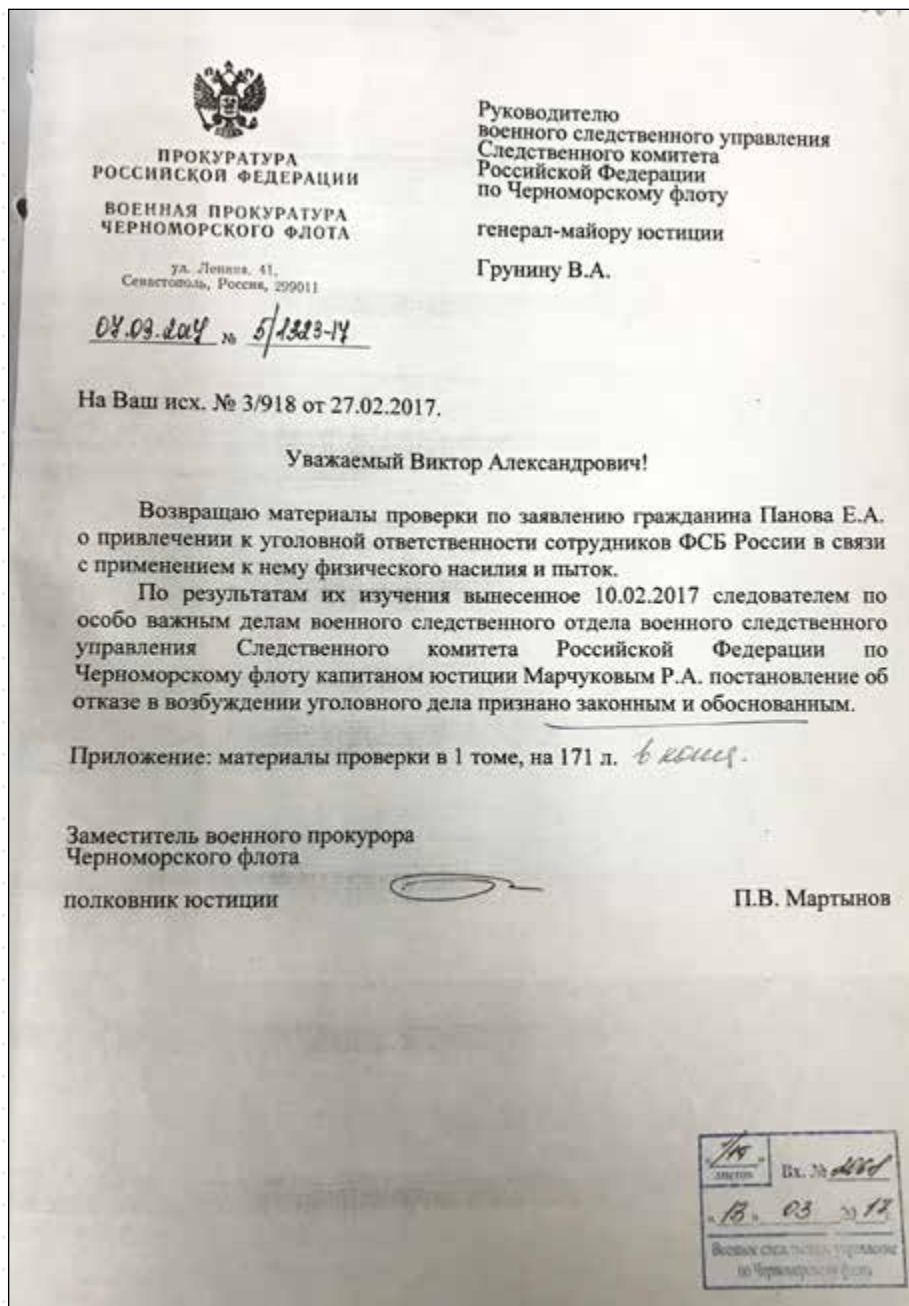 ПРОКУРАТУРА
РОССИЙСКОЙ ФЕДЕРАЦИИ
ВОЕННАЯ ПРОКУРАТУРА
ЧЕРНОМОРСКОГО ФЛОТА
ул. Ленина, 41,
Севастополь, Россия, 299011
07.03.2017 № 5/1323-17
Руководителю
военного следственного управления
Следственного комитета
Российской Федерации
по Черноморскому флоту
генерал-майору юстиции
Грунину В.А.
На Ваш исх. № 3/918 от 27.02.2017.
Уважаемый Виктор Александрович!
Возвращаю материалы проверки по заявлению гражданина Панова Е.А.
о привлечении к уголовной ответственности сотрудников ФСБ России в связи
с применением к нему физического насилия и пыток.
По результатам их изучения вынесенное 10.02.2017 следователем по
особо важным делам военного следственного отдела военного следственного
управления Следственного комитета Российской Федерации по
Черноморскому флоту капитаном юстиции Марчуковым Р.А. постановление об
отказе в возбуждении уголовного дела признано законным и обоснованным.
Приложение: материалы проверки в 1 томе, на 171 л.
Заместитель военного прокурора
Черноморского флота
полковник юстиции П.В. Мартынов
листов Вх. №
"13" 03 2017
Военное следственное управление
по Черноморскому флоту